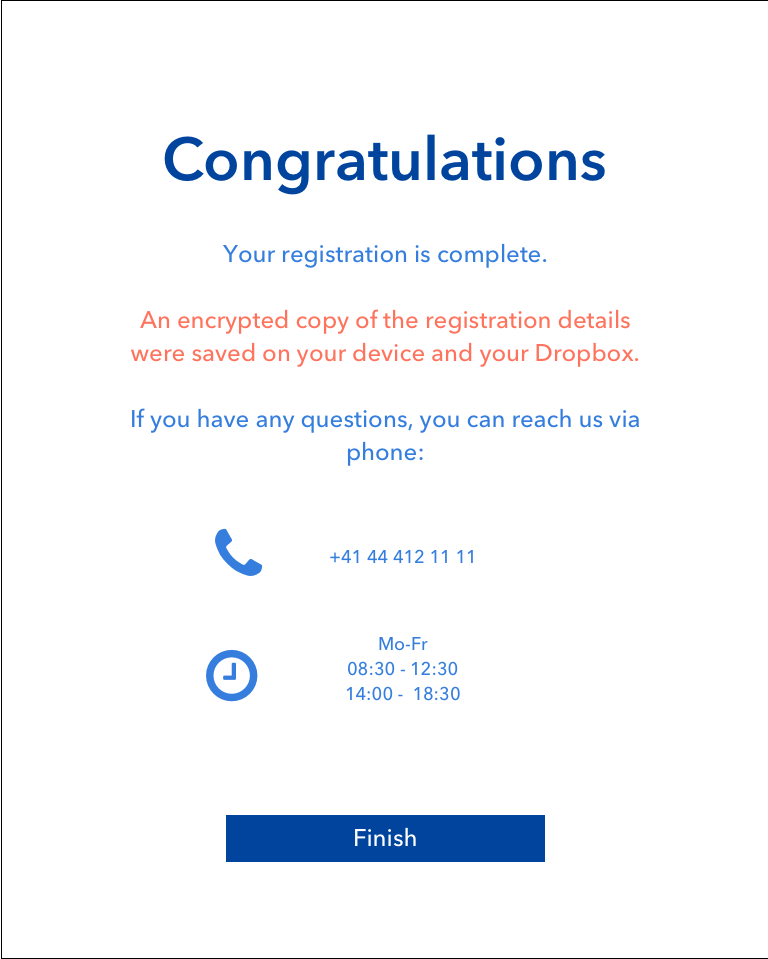 Congratulations
Your registration is complete.
An encrypted copy of the registration details
were saved on your device and your Dropbox.
If you have any questions, you can reach us via
phone:
+41 44 412 11 11
Mo-Fr
08:30 - 12:30
14:00 -  18:30
Finish